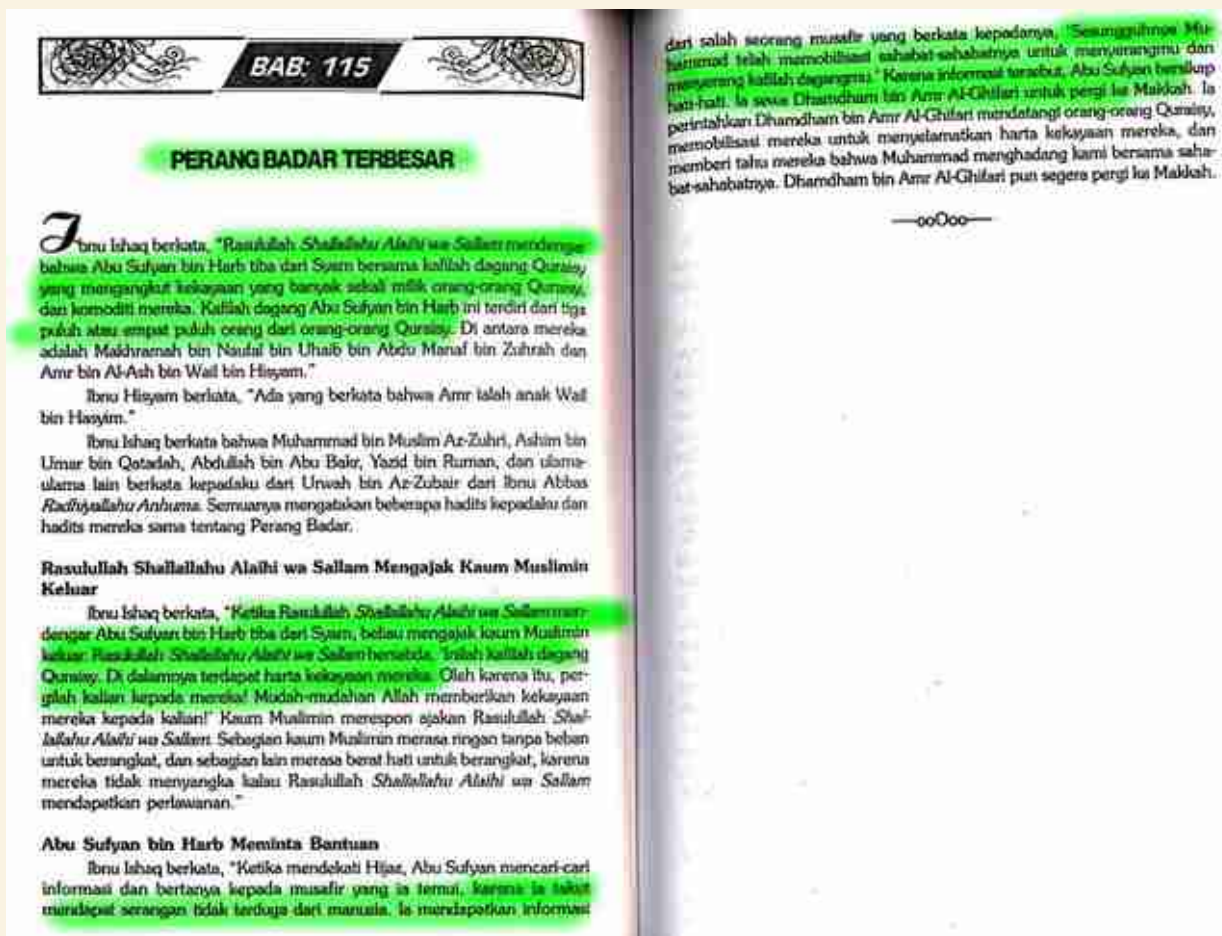 BAB: 115
PERANG BADAR TERBESAR
Ibnu Ishaq berkata, "Rasulullah Shallallahu Alaihi wa Sallam mendengar
bahwa Abu Sufyan bin Harb tiba dari Syam bersama kafilah dagang Quraisy
yang mengangkut kekayaan yang banyak sekali milik orang-orang Quraisy,
dan komoditi mereka. Kafilah dagang Abu Sufyan bin Harb ini terdiri dari tiga
puluh atau empat puluh orang dari orang-orang Quraisy. Di antara mereka
adalah Makhramah bin Naufal bin Uhaib bin Abdu Manaf bin Zuhrah dan
Amr bin Al-Ash bin Wail bin Hisyam."
Ibnu Hisyam berkata, "Ada yang berkata bahwa Amr ialah anak Wail
bin Hasyim."
Ibnu Ishaq berkata bahwa Muhammad bin Muslim Az-Zuhri, Ashim bin
Umar bin Qatadah, Abdullah bin Abu Bakr, Yazid bin Ruman, dan ulama-
ulama lain berkata kepadaku dari Urwah bin Az-Zubair dari Ibnu Abbas
Radhiyallahu Anhuma. Semuanya mengatakan beberapa hadits kepadaku dan
hadits mereka sama tentang Perang Badar.
Rasulullah Shallallahu Alaihi wa Sallam Mengajak Kaum Muslimin
Keluar
Ibnu Ishaq berkata, "Ketika Rasulullah Shallallahu Alaihi wa Sallam men-
dengar Abu Sufyan bin Harb tiba dari Syam, beliau mengajak kaum Muslimin
keluar. Rasulullah Shallallahu Alaihi wa Sallam bersabda, 'Inilah kafilah dagang
Quraisy. Di dalamnya terdapat harta kekayaan mereka. Oleh karena itu, per-
gilah kalian kepada mereka! Mudah-mudahan Allah memberikan kekayaan
mereka kepada kalian!' Kaum Muslimin merespon ajakan Rasulullah Shal-
lallahu Alaihi wa Sallam. Sebagian kaum Muslimin merasa ringan tanpa beban
untuk berangkat, dan sebagian lain merasa berat hati untuk berangkat, karena
mereka tidak menyangka kalau Rasulullah Shallallahu Alaihi wa Sallam
mendapatkan perlawanan."
Abu Sufyan bin Harb Meminta Bantuan
Ibnu Ishaq berkata, "Ketika mendekati Hijaz, Abu Sufyan mencari-cari
informasi dan bertanya kepada musafir yang ia temui, karena ia takut
mendapat serangan tidak terduga dari manusia. Ia mendapatkan informasi
dari salah seorang musafir yang berkata kepadanya, 'Sesungguhnya Mu-
hammad telah memobilisasi sahabat-sahabatnya untuk menyerangmu dan
menyerang kafilah dagangmu.' Karena informasi tersebut, Abu Sufyan bersikap
hati-hati. Ia sewa Dhamdham bin Amr Al-Ghifari untuk pergi ke Makkah. Ia
perintahkan Dhamdham bin Amr Al-Ghifari mendatangi orang-orang Quraisy,
memobilisasi mereka untuk menyelamatkan harta kekayaan mereka, dan
memberi tahu mereka bahwa Muhammad menghadang kami bersama saha-
bat-sahabatnya. Dhamdham bin Amr Al-Ghifari pun segera pergi ke Makkah.
—ooOoo—